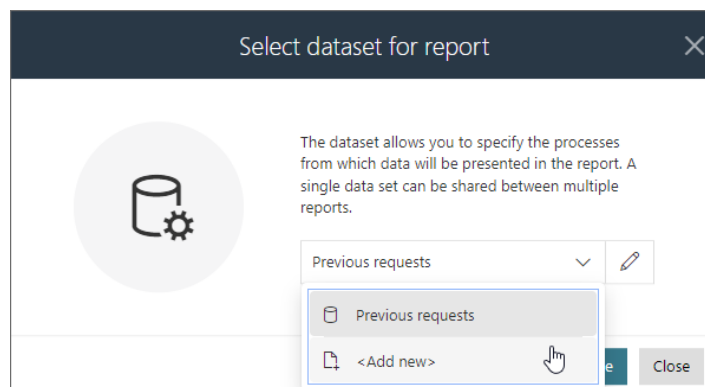 Select dataset for report
The dataset allows you to specify the processes
from which data will be presented in the report. A
single data set can be shared between multiple
reports.
Previous requests
Previous requests
<Add new>
Close